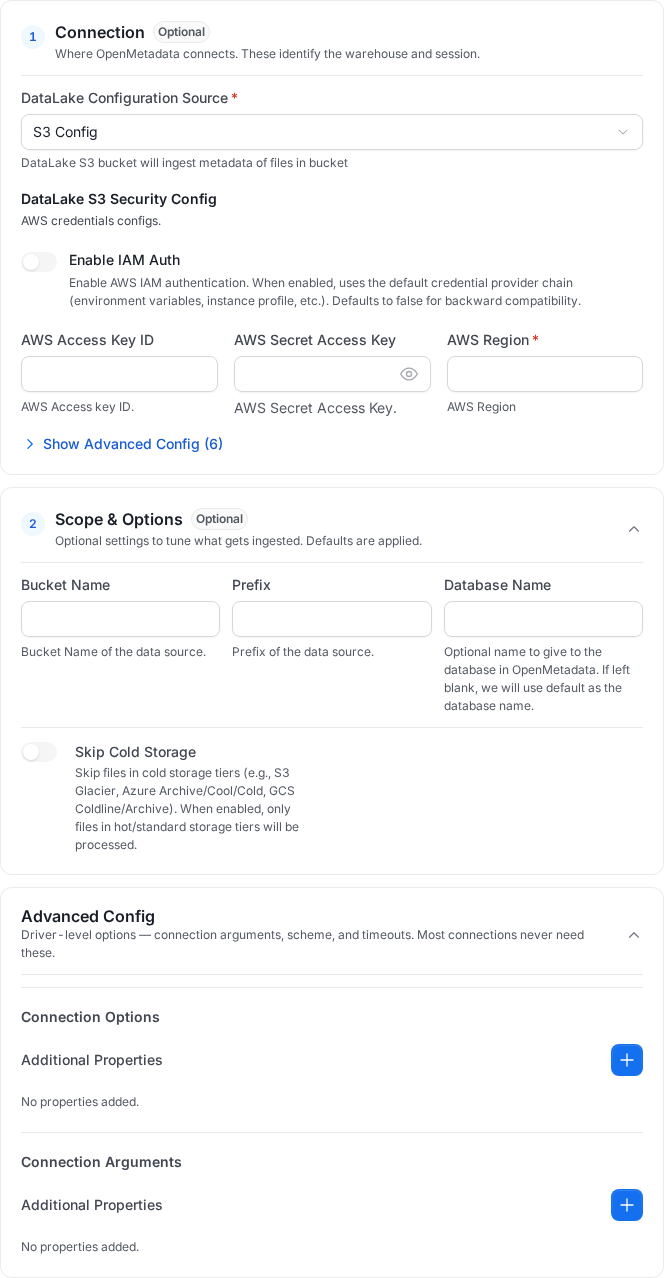 1 Connection Optional
Where OpenMetadata connects. These identify the warehouse and session.
DataLake Configuration Source *
S3 Config
DataLake S3 bucket will ingest metadata of files in bucket
DataLake S3 Security Config
AWS credentials configs.
Enable IAM Auth
Enable AWS IAM authentication. When enabled, uses the default credential provider chain
(environment variables, instance profile, etc.). Defaults to false for backward compatibility.
AWS Access Key ID
AWS Secret Access Key
AWS Region *
AWS Access key ID.
AWS Secret Access Key.
AWS Region
Show Advanced Config (6)
2 Scope & Options Optional
Optional settings to tune what gets ingested. Defaults are applied.
Bucket Name
Prefix
Database Name
Bucket Name of the data source.
Prefix of the data source.
Optional name to give to the
database in OpenMetadata. If left
blank, we will use default as the
database name.
Skip Cold Storage
Skip files in cold storage tiers (e.g., S3
Glacier, Azure Archive/Cool/Cold, GCS
Coldline/Archive). When enabled, only
files in hot/standard storage tiers will be
processed.
Advanced Config
Driver-level options — connection arguments, scheme, and timeouts. Most connections never need
these.
Connection Options
Additional Properties
No properties added.
Connection Arguments
Additional Properties
No properties added.